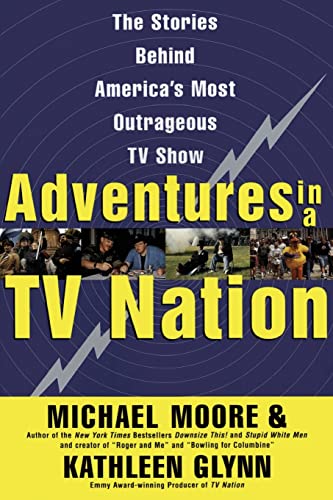 The Stories
Behind
America's Most
Outrageous
TV Show
Adventures in a
TV Nation
MICHAEL MOORE &
Author of the New York Times Bestsellers Downsize This! and Stupid White Men
and creator of "Roger and Me" and "Bowling for Columbine"
KATHLEEN GLYNN
Emmy Award-winning Producer of TV Nation